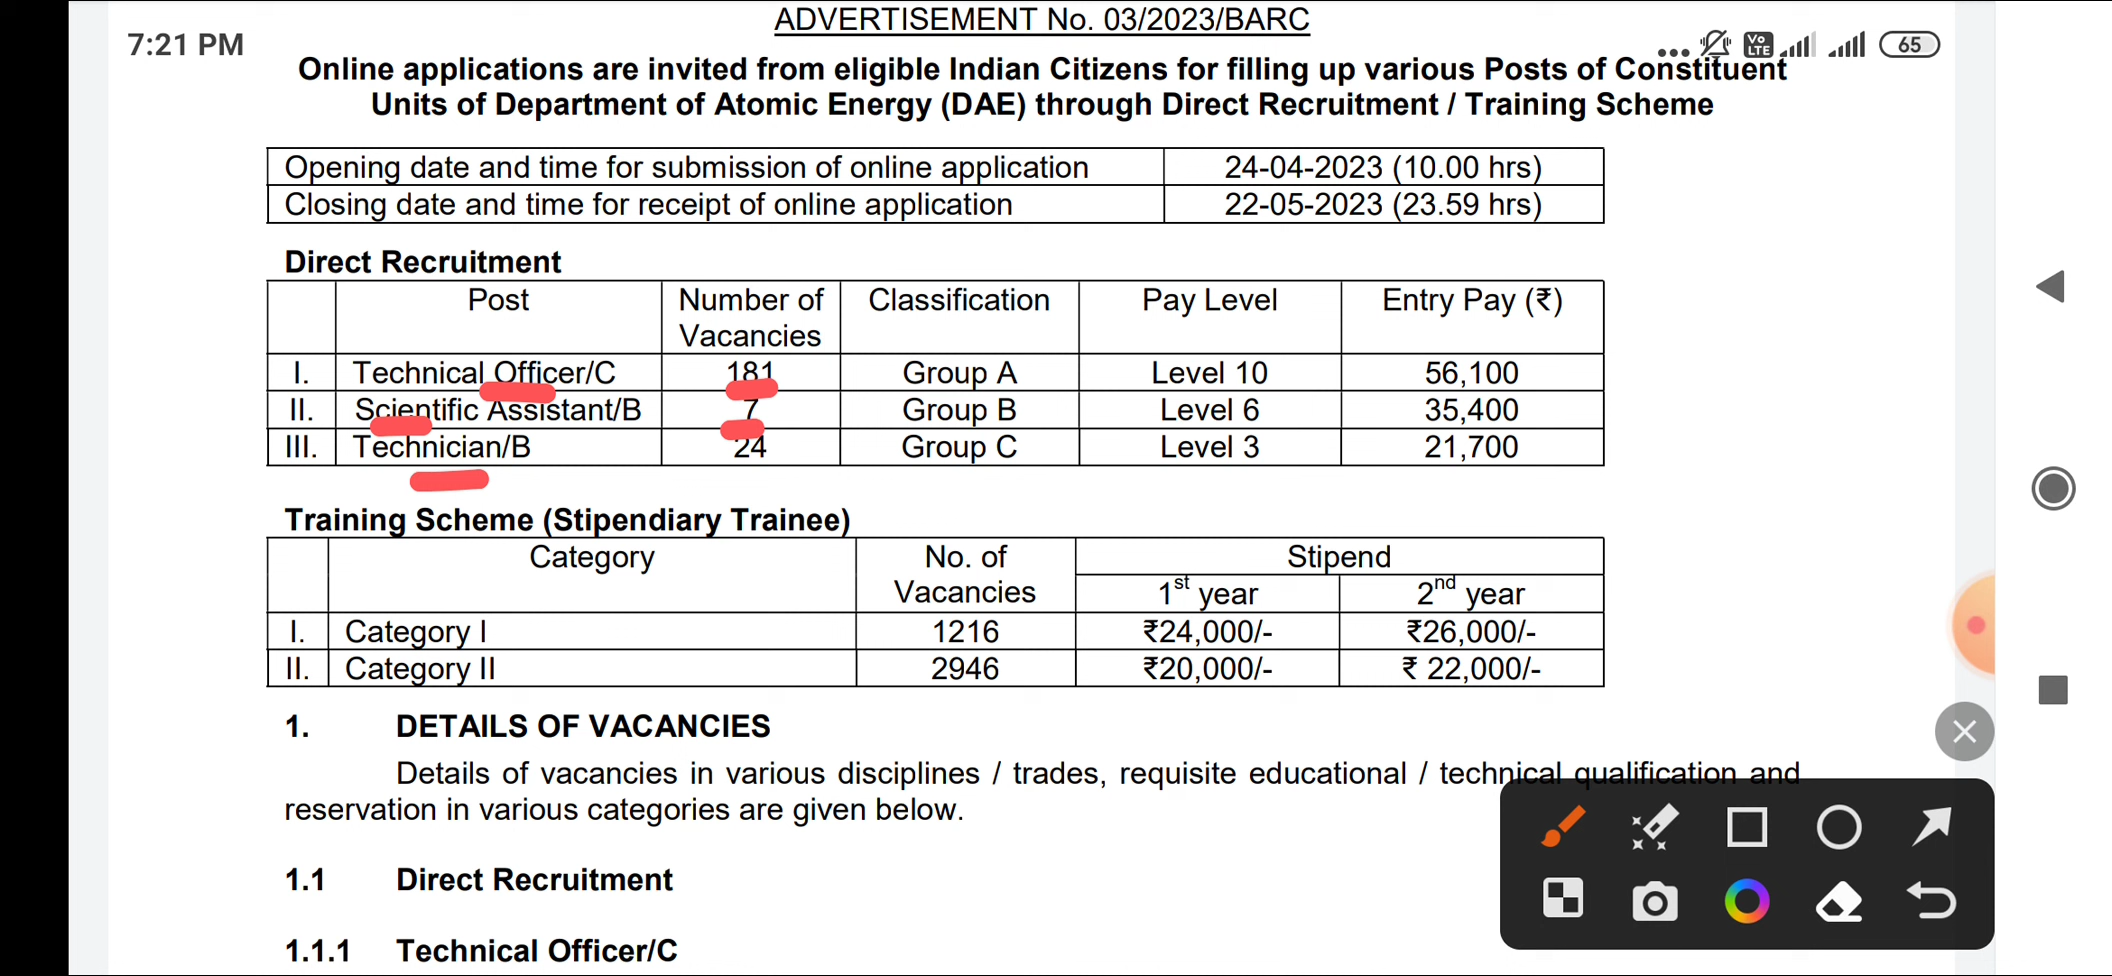 ADVERTISEMENT No. 03/2023/BARC
7:21 PM
Vo LTE
65
Online applications are invited from eligible Indian Citizens for filling up various Posts of Constituent
Units of Department of Atomic Energy (DAE) through Direct Recruitment / Training Scheme
Opening date and time for submission of online application 24-04-2023 (10.00 hrs)
Closing date and time for receipt of online application 22-05-2023 (23.59 hrs)
Direct Recruitment
Post Number of Vacancies Classification Pay Level Entry Pay (₹)
I. Technical Officer/C 181 Group A Level 10 56,100
II. Scientific Assistant/B 7 Group B Level 6 35,400
III. Technician/B 24 Group C Level 3 21,700
Training Scheme (Stipendiary Trainee)
Category No. of Vacancies Stipend
1st year 2nd year
I. Category I 1216 ₹24,000/- ₹26,000/-
II. Category II 2946 ₹20,000/- ₹ 22,000/-
1. DETAILS OF VACANCIES
Details of vacancies in various disciplines / trades, requisite educational / technical qualification and
reservation in various categories are given below.
1.1 Direct Recruitment
1.1.1 Technical Officer/C